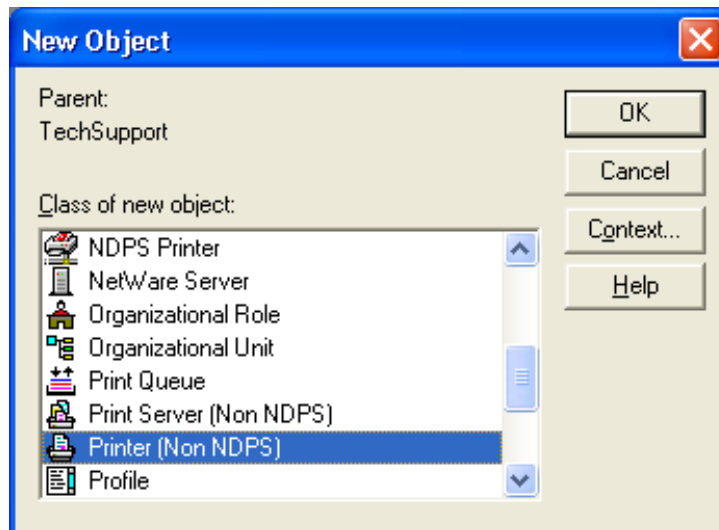 New Object
Parent:
TechSupport
Class of new object:
NDPS Printer
NetWare Server
Organizational Role
Organizational Unit
Print Queue
Print Server (Non NDPS)
Printer (Non NDPS)
Profile
OK
Cancel
Context...
Help